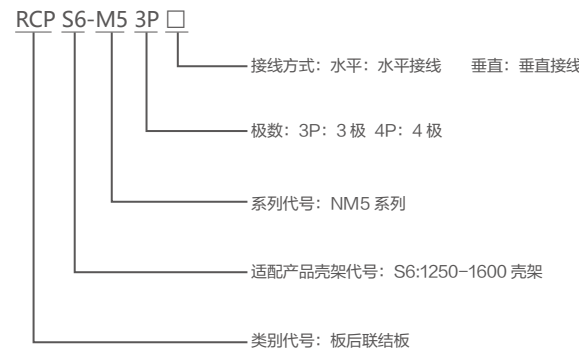 RCP S6-M5 3P □
接线方式：水平：水平接线 垂直：垂直接线
极数：3P：3 极 4P：4 极
系列代号：NM5 系列
适配产品壳架代号：S6:1250-1600 壳架
类别代号：板后联结板